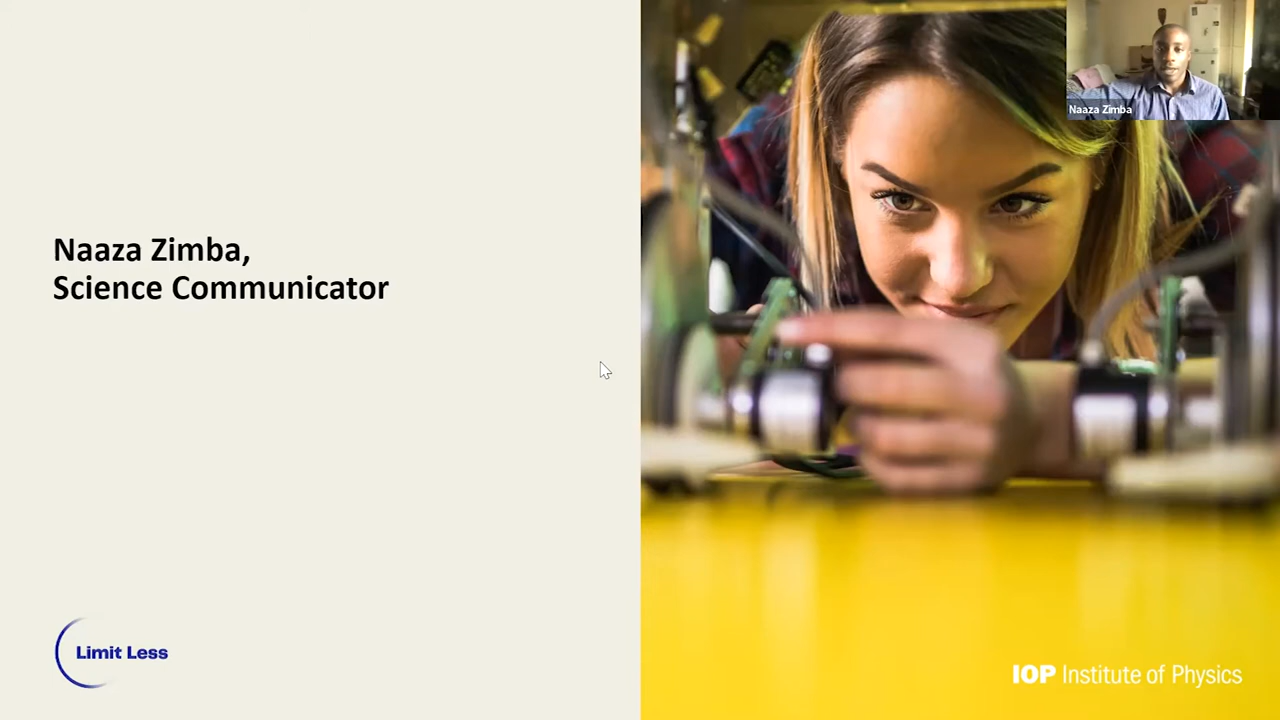 Naaza Zimba,
Science Communicator
Naaza Zimba
Limit Less
IOP Institute of Physics